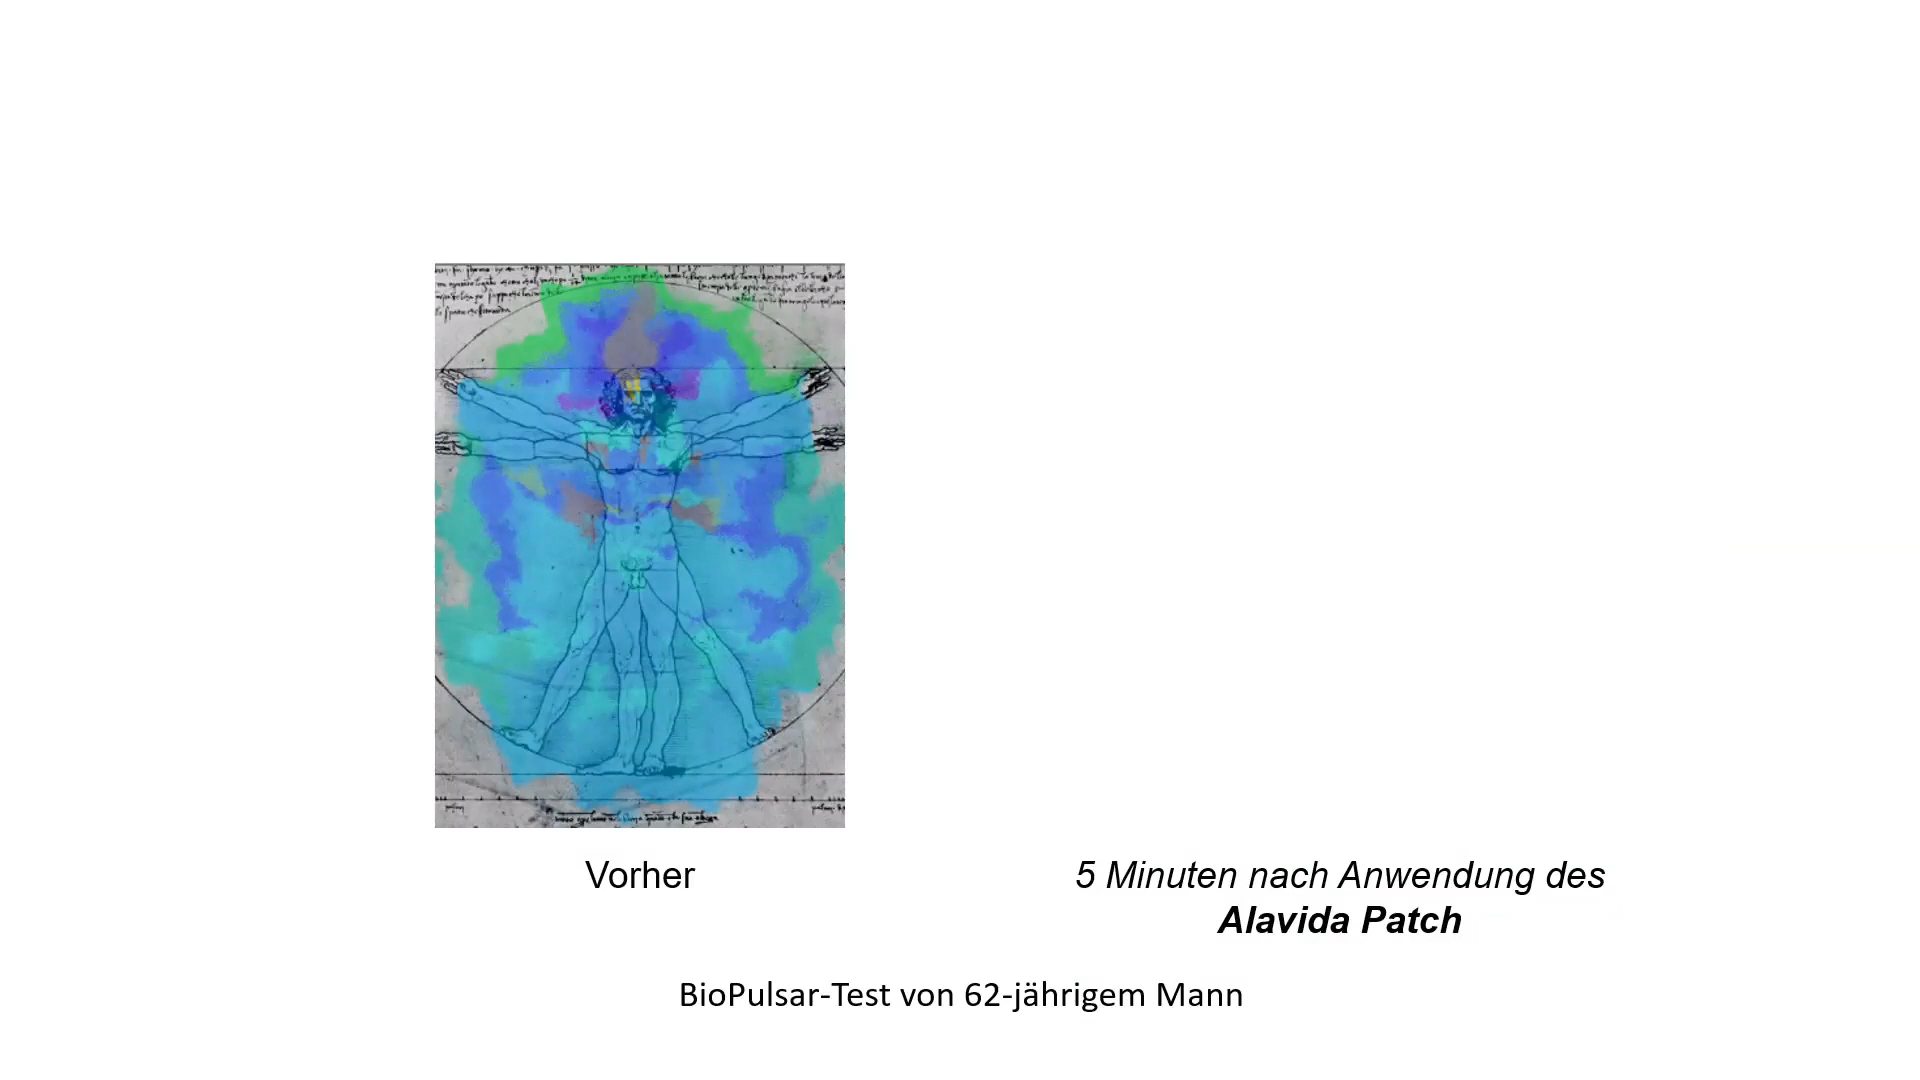 Vorher
5 Minuten nach Anwendung des
Alavida Patch
BioPulsar-Test von 62-jährigem Mann